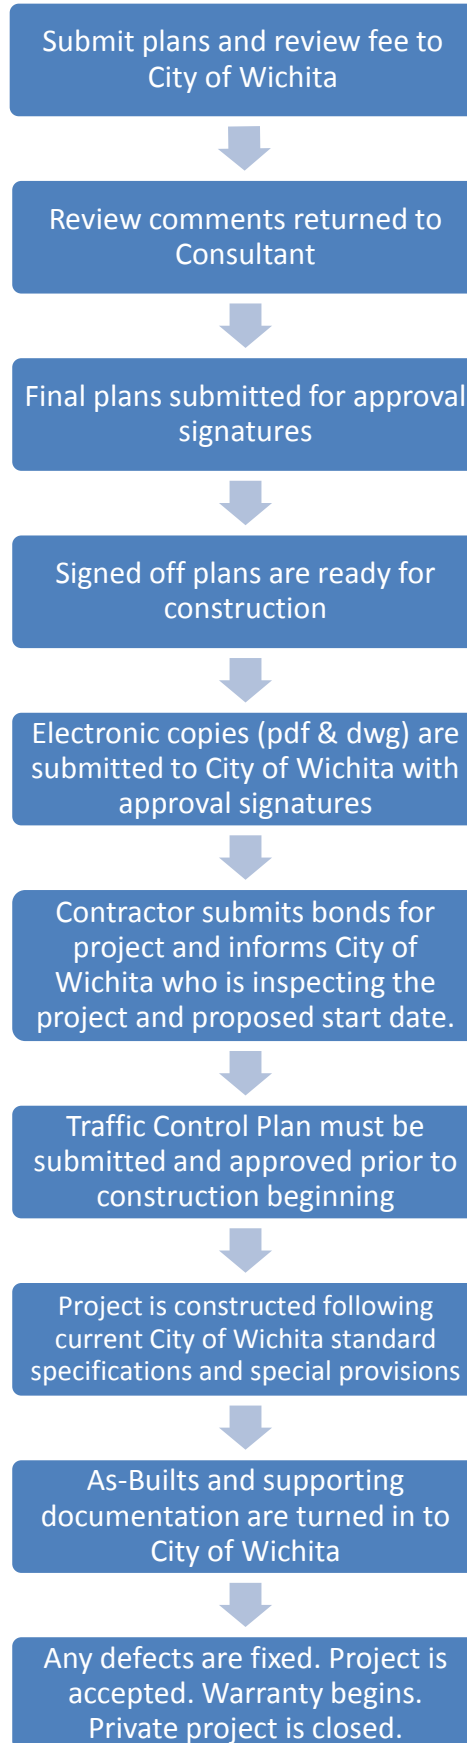 Submit plans and review fee to
City of Wichita
Review comments returned to
Consultant
Final plans submitted for approval
signatures
Signed off plans are ready for
construction
Electronic copies (pdf & dwg) are
submitted to City of Wichita with
approval signatures
Contractor submits bonds for
project and informs City of
Wichita who is inspecting the
project and proposed start date.
Traffic Control Plan must be
submitted and approved prior to
construction beginning
Project is constructed following
current City of Wichita standard
specifications and special provisions
As-Builts and supporting
documentation are turned in to
City of Wichita
Any defects are fixed. Project is
accepted. Warranty begins.
Private project is closed.